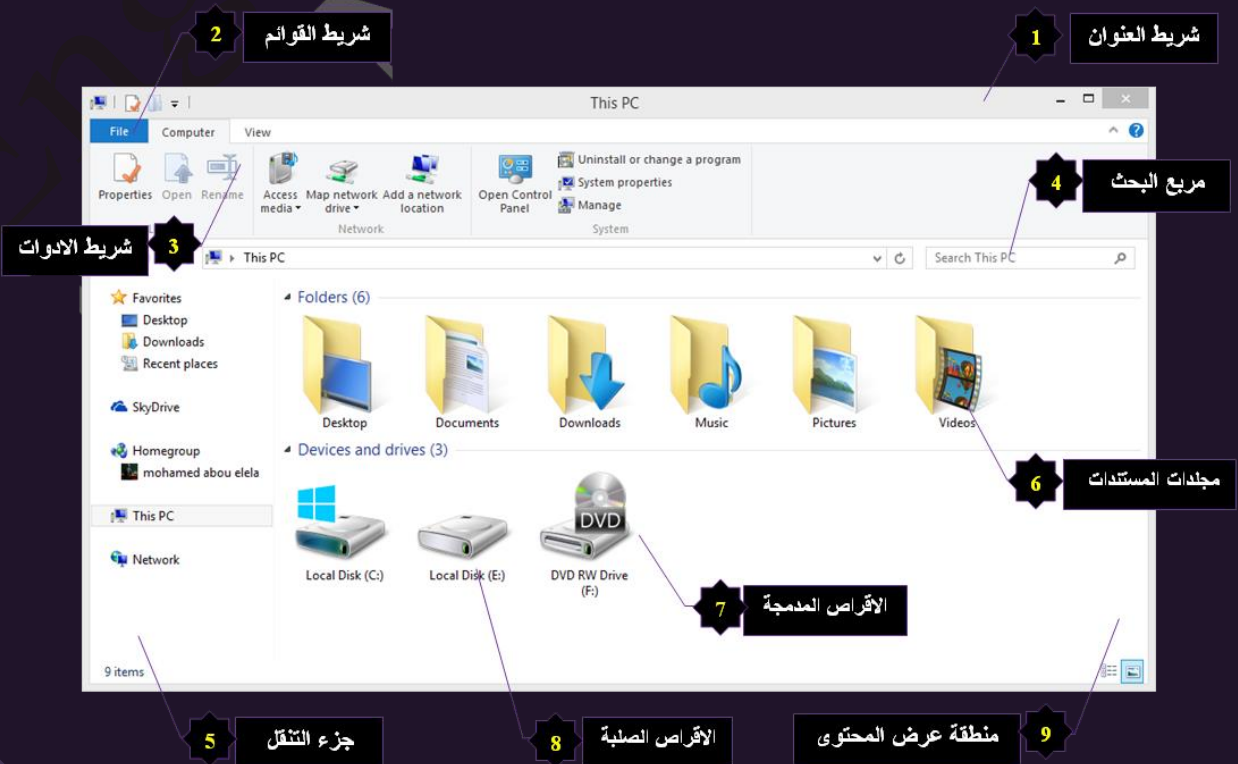 شريط القوائم
2
1
شريط العنوان
This PC
File
Computer
View
Properties
Open
Rename
Access media
Map network drive
Add a network location
Open Control Panel
Uninstall or change a program
System properties
Manage
Network
System
4
مربع البحث
شريط الادوات
3
This PC
Search This PC
Favorites
Desktop
Downloads
Recent places
SkyDrive
Homegroup
mohamed abou elela
This PC
Network
Folders (6)
Desktop
Documents
Downloads
Music
Pictures
Videos
Devices and drives (3)
6
مجلدات المستندات
DVD
Local Disk (C:)
Local Disk (E:)
DVD RW Drive
(F:)
7
الاقراص المدمجة
9 items
5
جزء التنقل
8
الاقراص الصلبة
منطقة عرض المحتوى
9